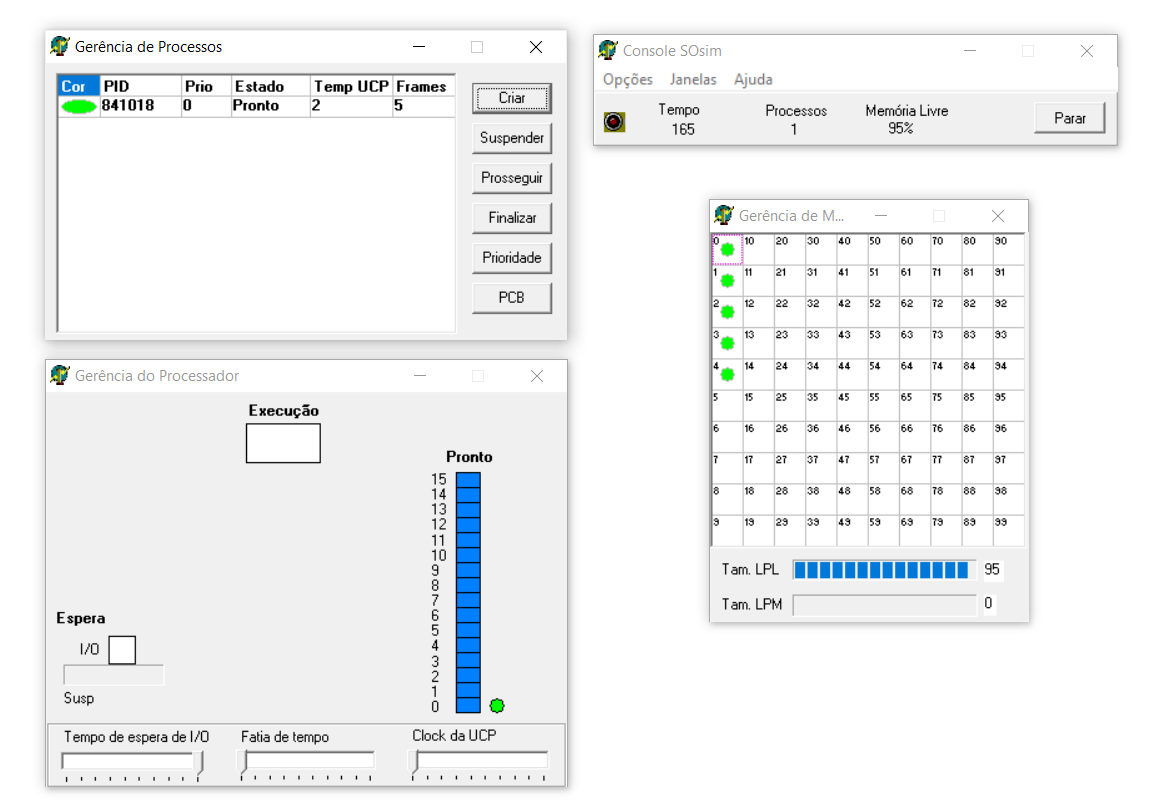 Gerência de Processos
Cor PID Prio Estado Temp UCP Frames
841018 0 Pronto 2 5
Criar
Suspender
Prosseguir
Finalizar
Prioridade
PCB
Console SOsim
Opções Janelas Ajuda
Tempo Processos Memória Livre
165 1 95%
Parar
Gerência de M...
0 10 20 30 40 50 60 70 80 90
1 11 21 31 41 51 61 71 81 91
2 12 22 32 42 52 62 72 82 92
3 13 23 33 43 53 63 73 83 93
4 14 24 34 44 54 64 74 84 94
5 15 25 35 45 55 65 75 85 95
6 16 26 36 46 56 66 76 86 96
7 17 27 37 47 57 67 77 87 97
8 18 28 38 48 58 68 78 88 98
9 19 29 39 49 59 69 79 89 99
Tam. LPL 95
Tam. LPM 0
Gerência do Processador
Execução
Pronto
15
14
13
12
11
10
9
8
7
6
5
4
3
2
1
0
Espera
I/O
Susp
Tempo de espera de I/O Fatia de tempo Clock da UCP